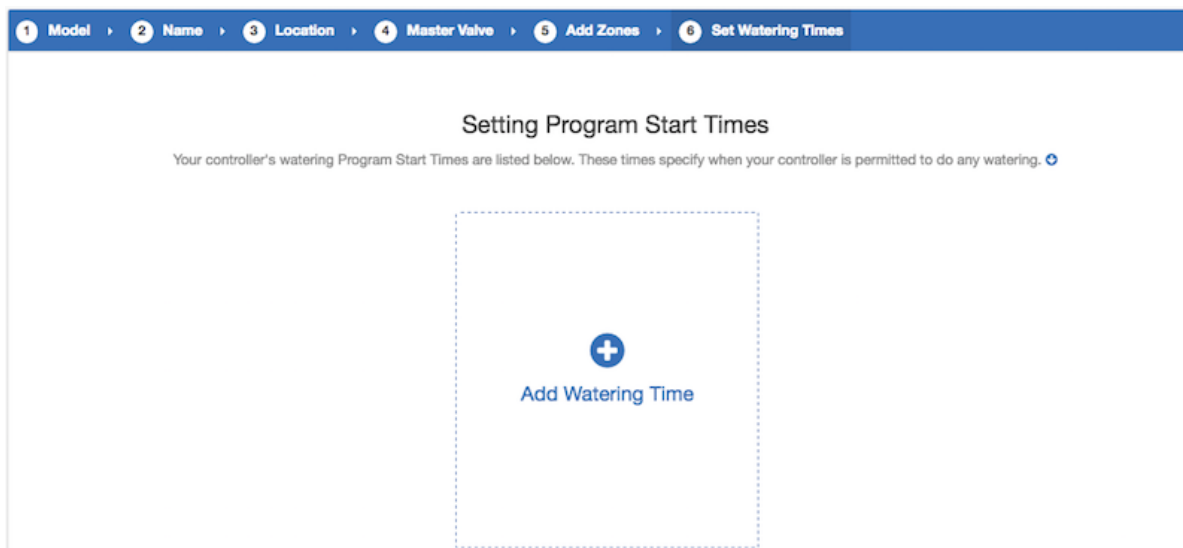 1 Model 2 Name 3 Location 4 Master Valve 5 Add Zones 6 Set Watering Times
Setting Program Start Times
Your controller's watering Program Start Times are listed below. These times specify when your controller is permitted to do any watering.
Add Watering Time